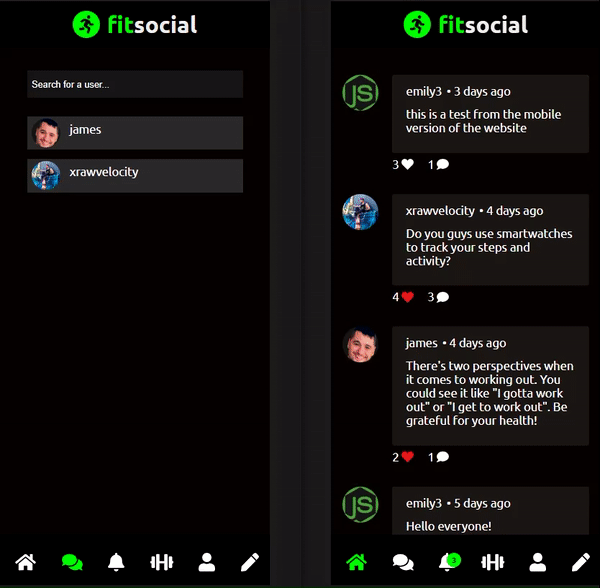 fitsocial
Search for a user...
james
xrawvelocity
fitsocial
JS
emily3 • 3 days ago
this is a test from the mobile
version of the website
3 1
xrawvelocity • 4 days ago
Do you guys use smartwatches
to track your steps and
activity?
4 3
james • 4 days ago
There's two perspectives when
it comes to working out. You
could see it like "I gotta work
out" or "I get to work out". Be
grateful for your health!
2 1
JS
emily3 • 5 days ago
Hello everyone!
3